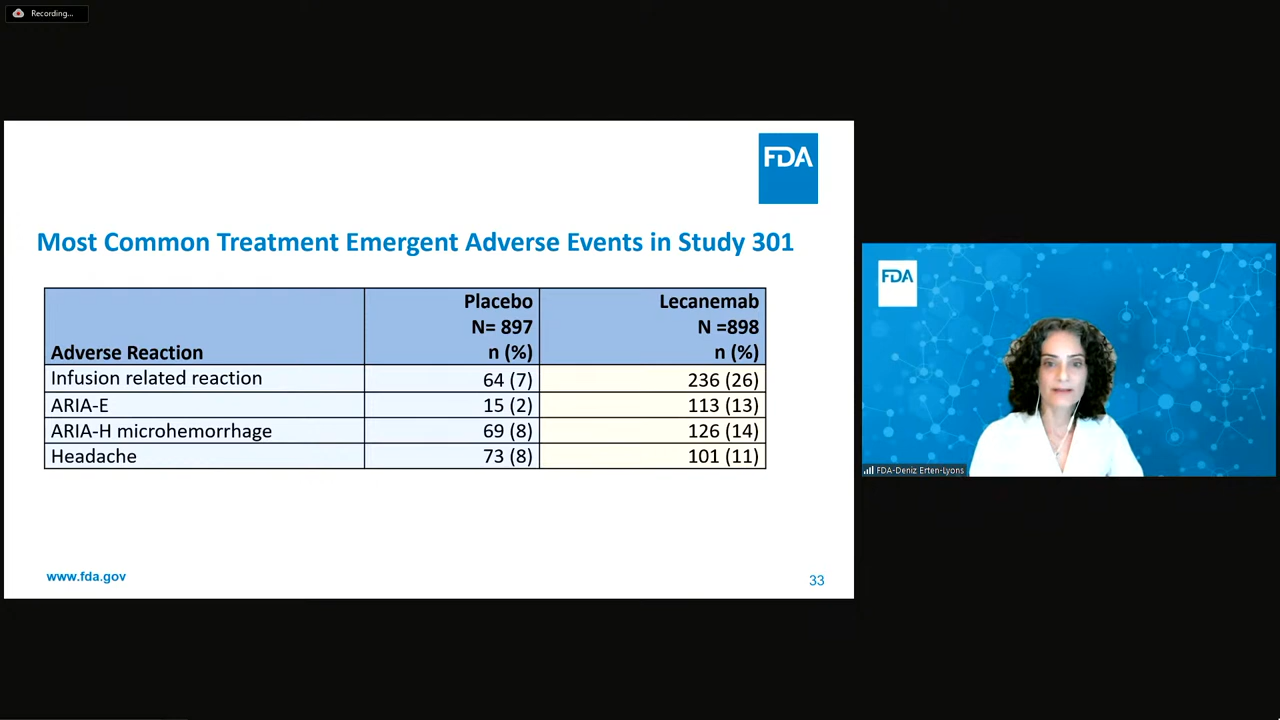 Recording...
FDA
Most Common Treatment Emergent Adverse Events in Study 301
Adverse Reaction
Placebo
N= 897
n (%)
Lecanemab
N =898
n (%)
Infusion related reaction 64 (7) 236 (26)
ARIA-E 15 (2) 113 (13)
ARIA-H microhemorrhage 69 (8) 126 (14)
Headache 73 (8) 101 (11)
www.fda.gov
33
FDA
FDA-Deniz Erten-Lyons